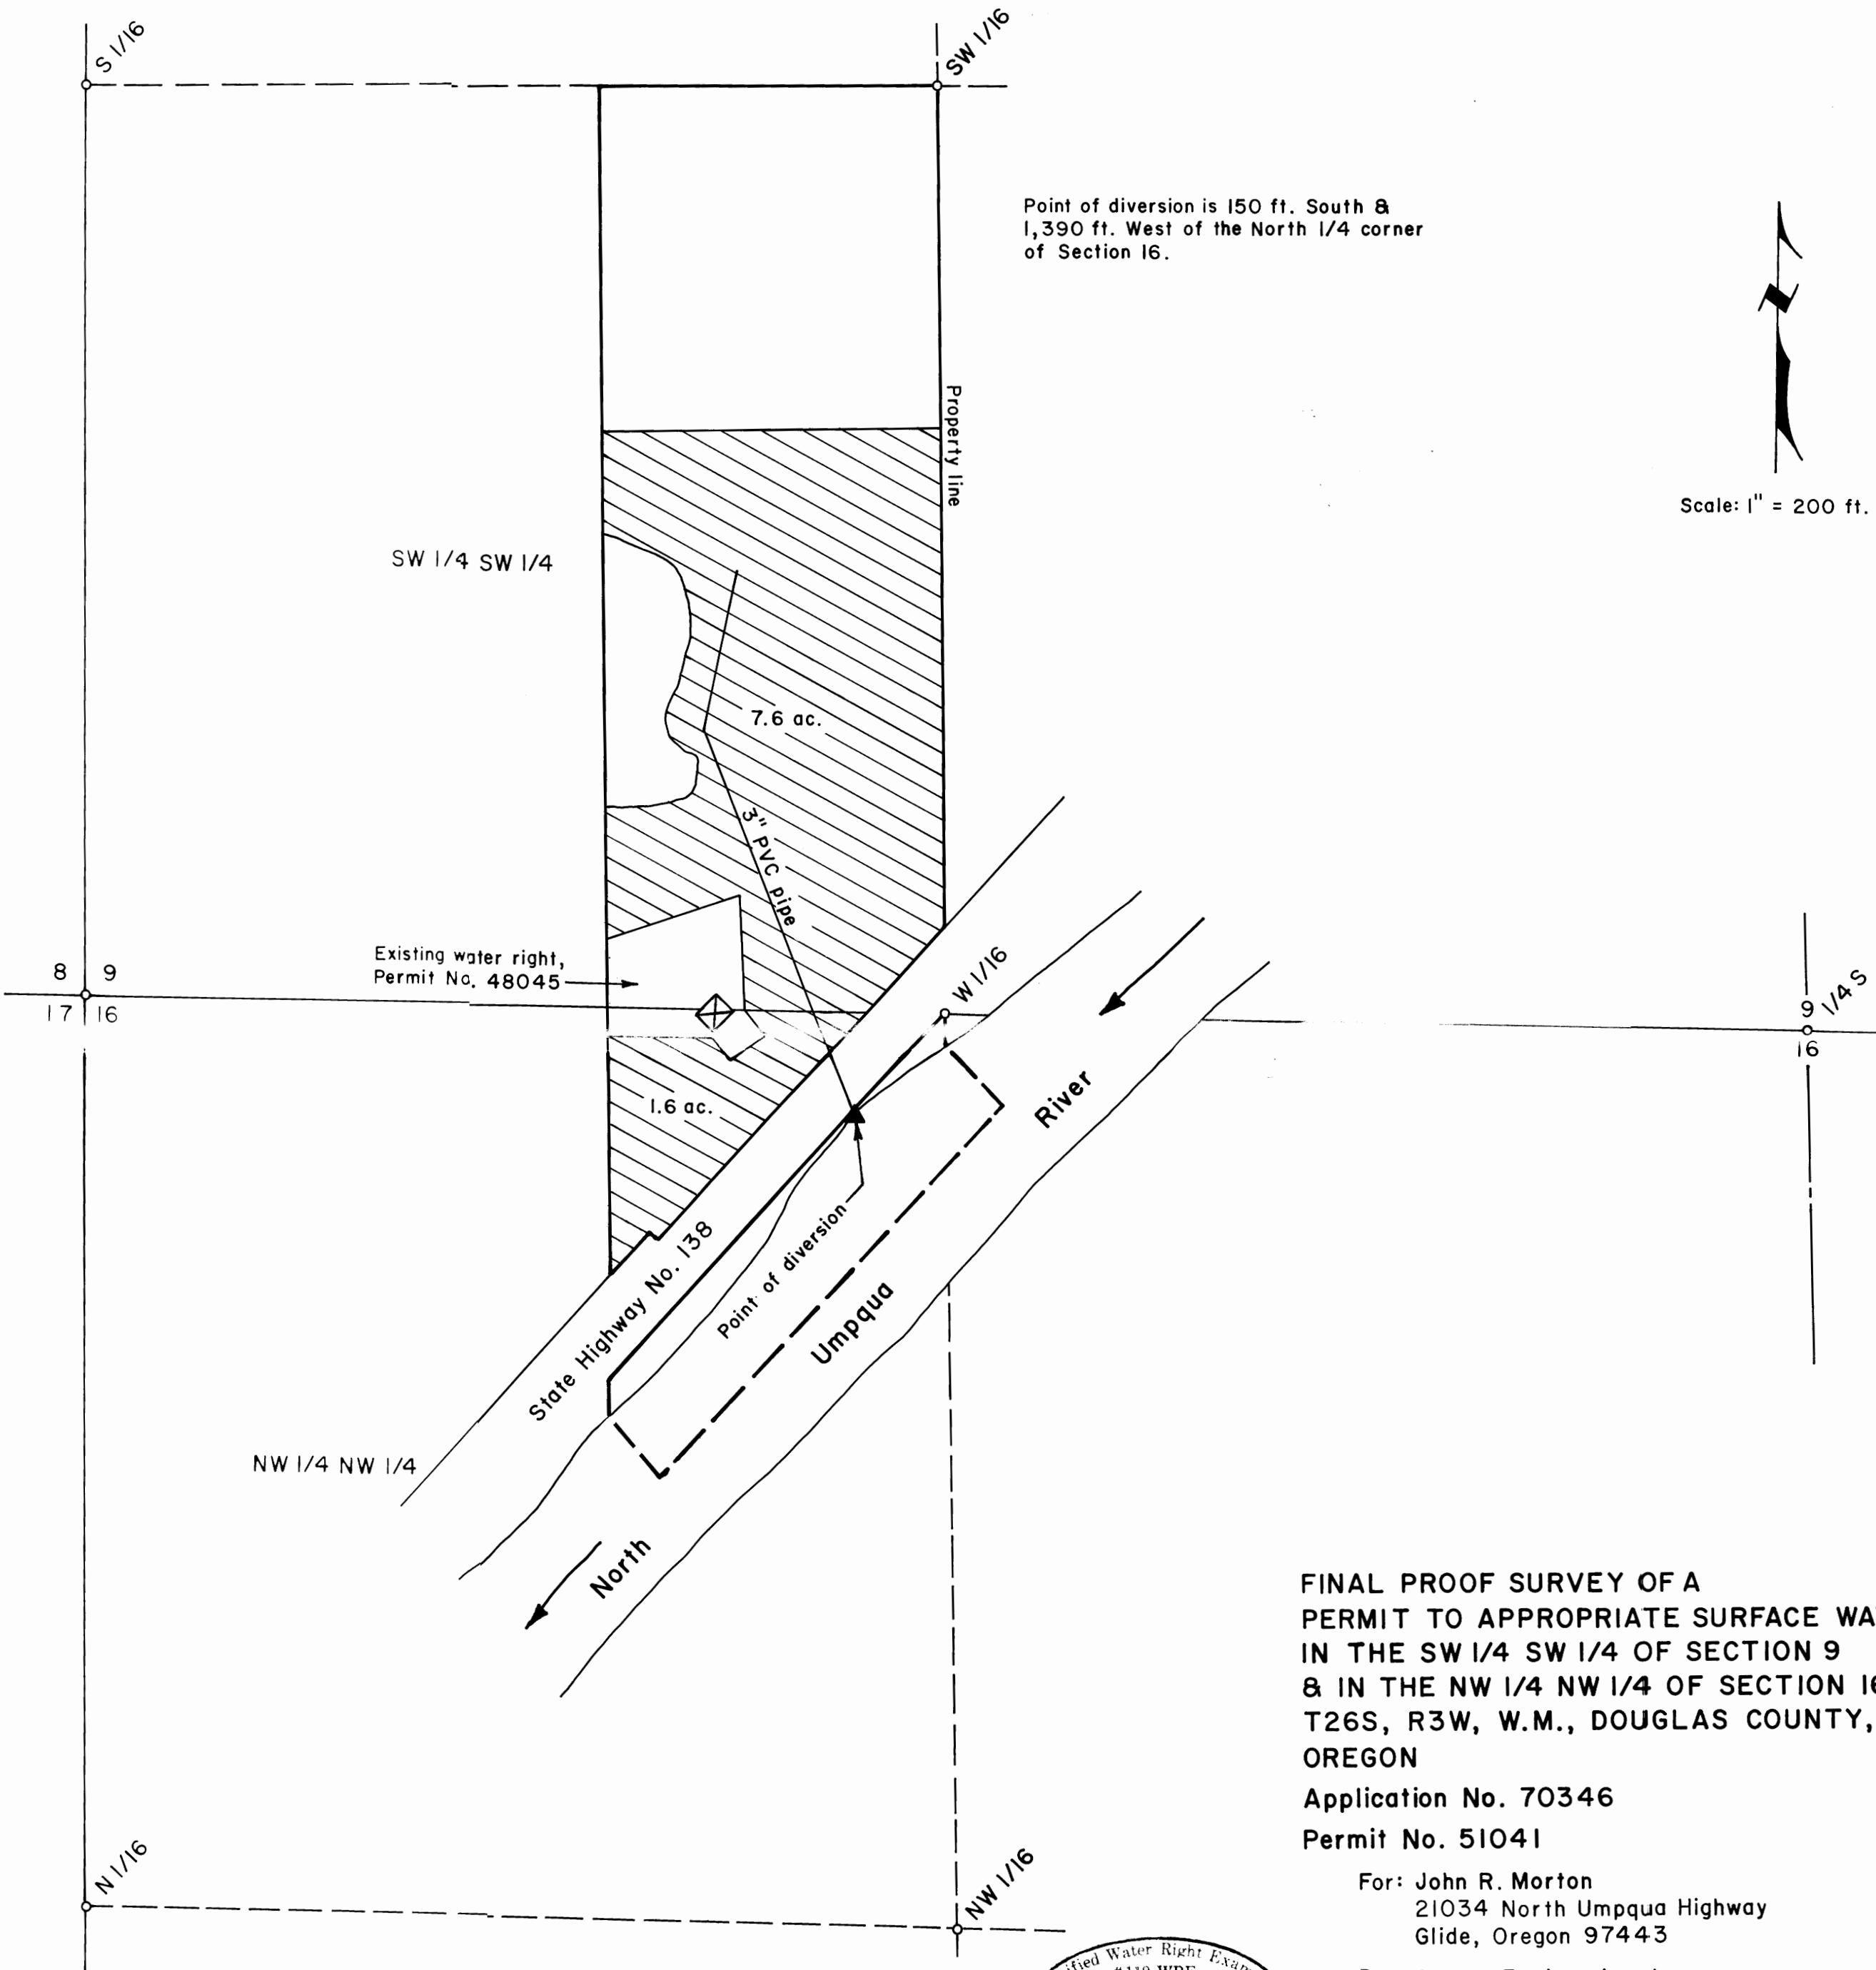 S 1/16
SW 1/16
Point of diversion is 150 ft. South &
1,390 ft. West of the North 1/4 corner
of Section 16.
Property line
Scale: 1" = 200 ft.
SW 1/4 SW 1/4
7.6 ac.
3" PVC pipe
Existing water right,
Permit No. 48045
8 9
17 16
W 1/16
9
1/4 S
16
1.6 ac.
River
State Highway No. 138
Point of diversion
Umpqua
NW 1/4 NW 1/4
North
FINAL PROOF SURVEY OF A
PERMIT TO APPROPRIATE SURFACE WA
IN THE SW 1/4 SW 1/4 OF SECTION 9
& IN THE NW 1/4 NW 1/4 OF SECTION 16
T26S, R3W, W.M., DOUGLAS COUNTY,
OREGON
Application No. 70346
Permit No. 51041
N 1/16
NW 1/16
For: John R. Morton
21034 North Umpqua Highway
Glide, Oregon 97443
Water Right